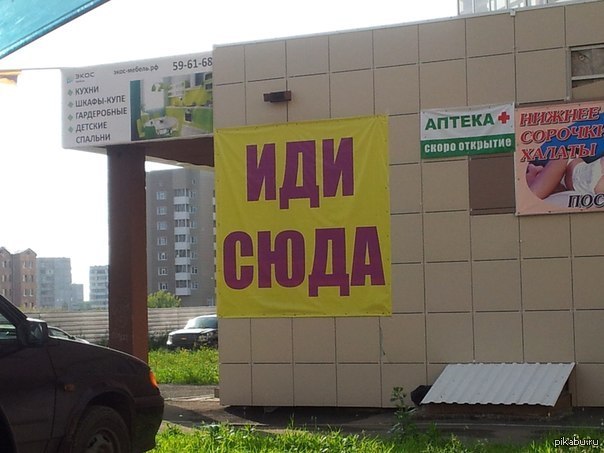 ЭКОС
экос-мебель.рф
59-61-68
• КУХНИ
• ШКАФЫ-КУПЕ
• ГАРДЕРОБНЫЕ
• ДЕТСКИЕ
СПАЛЬНИ
ИДИ
СЮДА
АПТЕКА
скоро открытие
НИЖНЕЕ
СОРОЧКИ
ХАЛАТЫ
ПОС
pikabu.ru